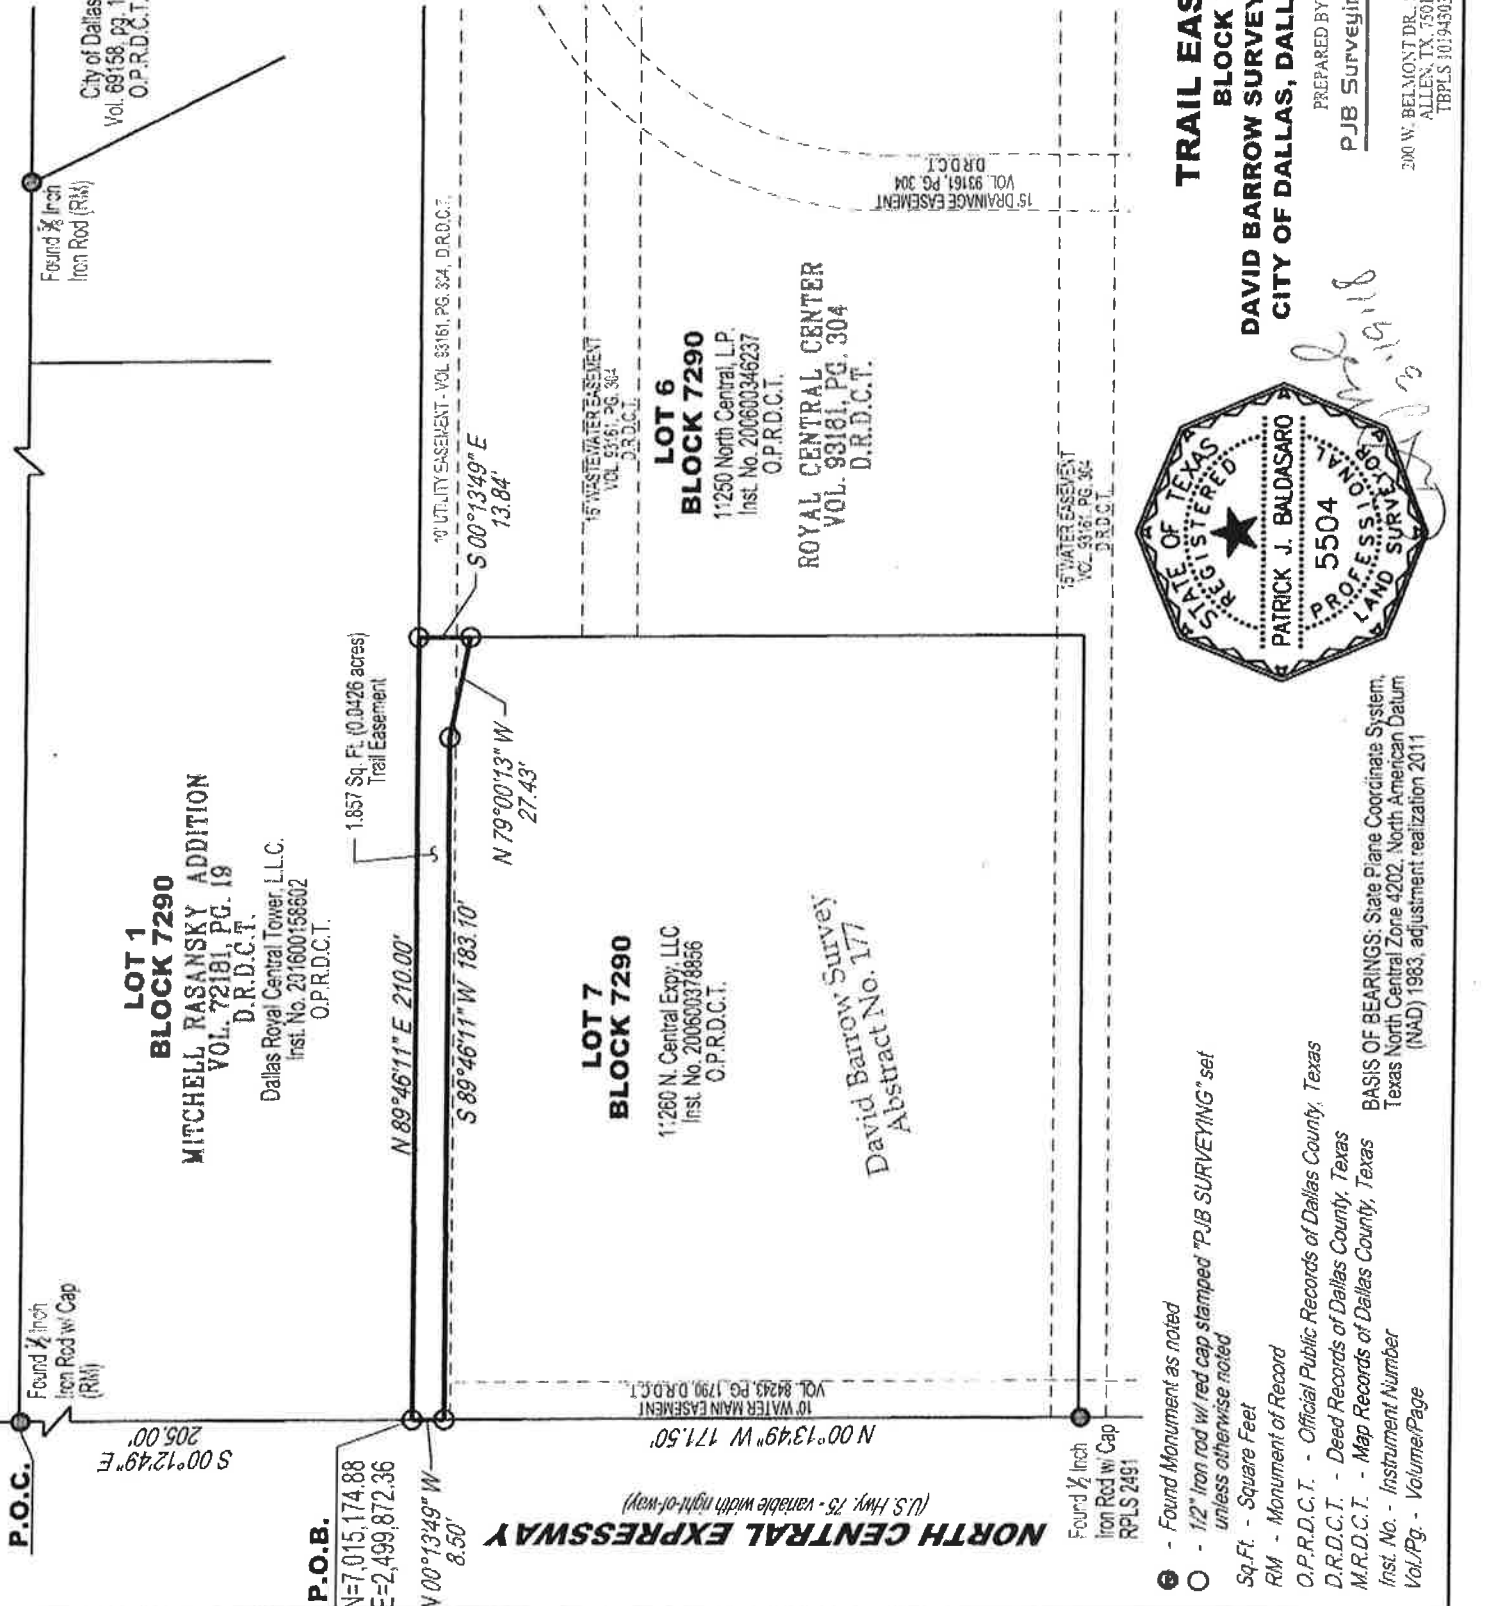 P.O.C.
Found ½ Inch
Iron Rod w/ Cap
(RM)
S 00°12'49" E
205.00'
P.O.B.
N=7,015,174.88
E=2,499,872.36
8.50'
LOT 1
BLOCK 7290
MITCHELL RASANSKY ADDITION
VOL. 72181, PG. 19
D.R.D.C.T.
Dallas Royal Central Tower, L.L.C.
Inst. No. 201600158602
O.P.R.D.C.T.
Found ⅜ Inch
Iron Rod (RM)
City of Dallas
Vol. 69158, pg. 1
O.P.R.D.C.T.
N 89°46'11" E 210.00'
1.857 Sq. Ft. (0.0426 acres)
Trail Easement
S 89°46'11" W 183.10'
N 79°00'13" W
27.43'
S 00°13'49" E
13.84'
10' UTILITY EASEMENT - VOL. 93161, PG. 304, D.R.D.C.T.
15' WASTEWATER EASEMENT
VOL. 93161, PG. 304
D.R.D.C.T.
LOT 6
BLOCK 7290
11250 North Central, L.P.
Inst. No. 200600346237
O.P.R.D.C.T.
ROYAL CENTRAL CENTER
VOL. 93161, PG. 304
D.R.D.C.T.
15' DRAINAGE EASEMENT
VOL. 93161, PG. 304
D.R.D.C.T.
15' WATER EASEMENT
VOL. 93161, PG. 304
D.R.D.C.T.
LOT 7
BLOCK 7290
11260 N. Central Expy, LLC
Inst. No. 200600378856
O.P.R.D.C.T.
David Barrow Survey
Abstract No. 177
10' WATER MAIN EASEMENT
VOL. 84243, PG. 1790, D.R.D.C.T.
N 00°13'49" W 171.50'
NORTH CENTRAL EXPRESSWAY
(U.S. Hwy. 75 - variable width right-of-way)
Found ½ Inch
Iron Rod w/ Cap
RPLS 2491
- Found Monument as noted
- 1/2" Iron rod w/ red cap stamped "PJB SURVEYING" set
unless otherwise noted
Sq.Ft. - Square Feet
RM - Monument of Record
O.P.R.D.C.T. - Official Public Records of Dallas County, Texas
D.R.D.C.T. - Deed Records of Dallas County, Texas
M.R.D.C.T. - Map Records of Dallas County, Texas
Inst. No. - Instrument Number
Vol./Pg. - Volume/Page
BASIS OF BEARINGS: State Plane Coordinate System,
Texas North Central Zone 4202, North American Datum
(NAD) 1983, adjustment realization 2011
STATE OF TEXAS
REGISTERED
PATRICK J. BALDASARO
5504
PROFESSIONAL
LAND SURVEYOR
TRAIL EAS
BLOCK
DAVID BARROW SURVEY
CITY OF DALLAS, DALL
PREPARED BY
PJB Surveyin
200 W. BELMONT DR.,
ALLEN, TX, 7501